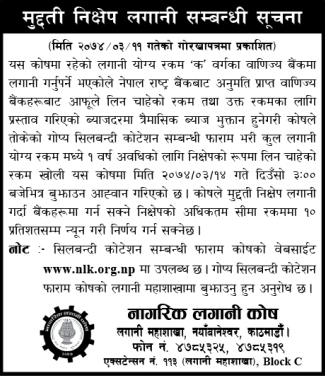 मुद्दती निक्षेप लगानी सम्बन्धी सूचना
(मिति २०७४/०३/११ गतेको गोरखापत्रमा प्रकाशित)
यस कोषमा रहेको लगानी योग्य रकम ‘क’ वर्गका वाणिज्य बैंकमा
लगानी गर्नुपर्ने भएकोले नेपाल राष्ट्र बैंकबाट अनुमति प्राप्त वाणिज्य
बैंकहरूबाट आफूले लिन चाहेको रकम तथा उक्त रकमका लागि
प्रस्ताव गरिएको ब्याजदरमा त्रैमासिक ब्याज भुक्तान हुनेगरी कोषले
तोकेको गोप्य सिलबन्दी कोटेशन सम्बन्धी फाराम भरी कुल लगानी
योग्य रकम मध्ये १ वर्ष अवधिको लागि निक्षेपको रूपमा लिन चाहेको
रकम खोली यस कोषमा मिति २०७४/०३/१४ गते दिउँसो ३:००
बजेभित्र बुझाउन आह्वान गरिएको छ । कोषले मुद्दती निक्षेप लगानी
गर्दा बैंकहरूमा गर्न सक्ने निक्षेपको अधिकतम सीमा रकममा १०
प्रतिशतसम्म न्यून गरी निर्णय गर्न सक्नेछ।
नोट :- सिलबन्दी कोटेशन सम्बन्धी फाराम कोषको वेबसाईट
www.nlk.org.np मा उपलब्ध छ । गोप्य सिलबन्दी कोटेशन
फाराम कोषको लगानी महाशाखामा बुझाउनु हुन अनुरोध छ।
नागरिक लगानी कोष
लगानी महाशाखा, नयाँबानेश्वर, काठमाडौं।
फोन नं. ४७८५३२५, ४७८५३१९
एक्सटेन्सन नं. ११३ (लगानी महाशाखा), Block C